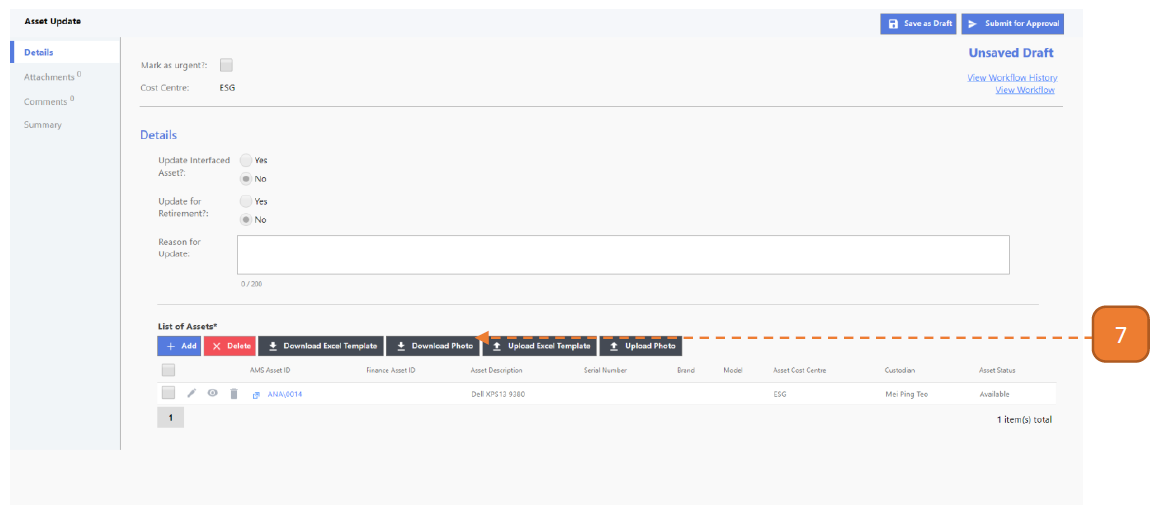 Asset Update
Save as Draft
Submit for Approval
Details
Attachments 0
Comments 0
Summary
Mark as urgent?:
Cost Centre: ESG
Unsaved Draft
View Workflow History
View Workflow
Details
Update Interfaced
Asset?:
Yes
No
Update for
Retirement?:
Yes
No
Reason for
Update:
0 / 200
List of Assets*
+ Add
X Delete
Download Excel Template
Download Photo
Upload Excel Template
Upload Photo
7
AMS Asset ID Finance Asset ID Asset Description Serial Number Brand Model Asset Cost Centre Custodian Asset Status
ANA\0014 Dell XPS13 9380 ESG Mei Ping Teo Available
1
1 item(s) total